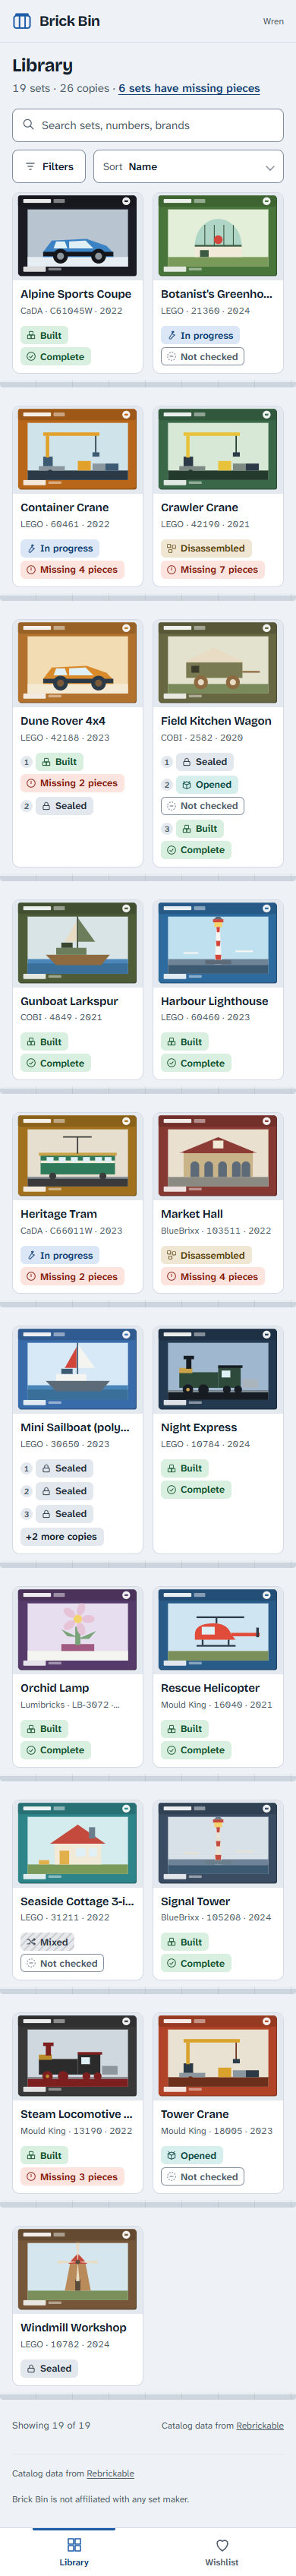 Brick Bin
Wren
Library
19 sets · 26 copies · 6 sets have missing pieces
Search sets, numbers, brands
Filters
Sort Name
Alpine Sports Coupe
CaDA · C61045W · 2022
Built
Complete
Botanist's Greenho...
LEGO · 21360 · 2024
In progress
Not checked
Container Crane
LEGO · 60461 · 2022
In progress
Missing 4 pieces
Crawler Crane
LEGO · 42190 · 2021
Disassembled
Missing 7 pieces
Dune Rover 4x4
LEGO · 42188 · 2023
1 Built
Missing 2 pieces
2 Sealed
Field Kitchen Wagon
COBI · 2582 · 2020
1 Sealed
2 Opened
Not checked
3 Built
Complete
Gunboat Larkspur
COBI · 4849 · 2021
Built
Complete
Harbour Lighthouse
LEGO · 60460 · 2023
Built
Complete
Heritage Tram
CaDA · C66011W · 2023
In progress
Missing 2 pieces
Market Hall
BlueBrixx · 103511 · 2022
Disassembled
Missing 4 pieces
Mini Sailboat (poly...
LEGO · 30650 · 2023
1 Sealed
2 Sealed
3 Sealed
+2 more copies
Night Express
LEGO · 10784 · 2024
Built
Complete
Orchid Lamp
Lumibricks · LB-3072 ·...
Built
Complete
Rescue Helicopter
Mould King · 16040 · 2021
Built
Complete
Seaside Cottage 3-i...
LEGO · 31211 · 2022
Mixed
Not checked
Signal Tower
BlueBrixx · 105208 · 2024
Built
Complete
Steam Locomotive ...
Mould King · 13190 · 2022
Built
Missing 3 pieces
Tower Crane
Mould King · 18005 · 2023
Opened
Not checked
Windmill Workshop
LEGO · 10782 · 2024
Sealed
Showing 19 of 19
Catalog data from Rebrickable
Catalog data from Rebrickable
Brick Bin is not affiliated with any set maker.
Library
Wishlist